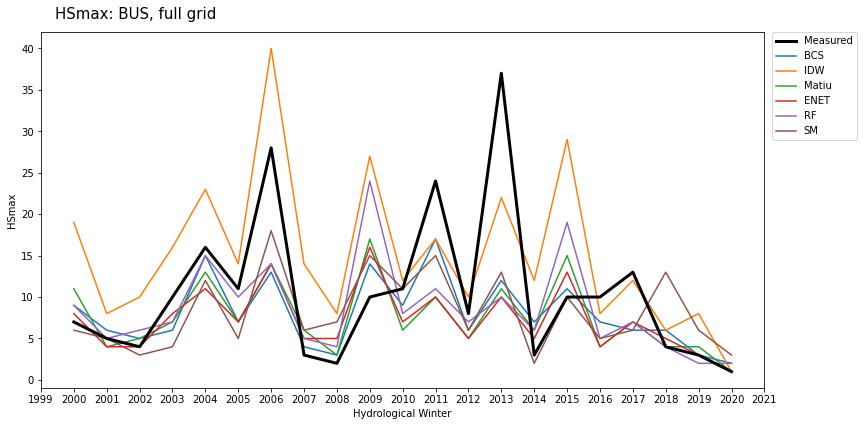 HSmax: BUS, full grid
Measured
BCS
IDW
Matiu
ENET
RF
SM
40
35
30
25
20
15
10
5
0
HSmax
1999 2000 2001 2002 2003 2004 2005 2006 2007 2008 2009 2010 2011 2012 2013 2014 2015 2016 2017 2018 2019 2020 2021
Hydrological Winter